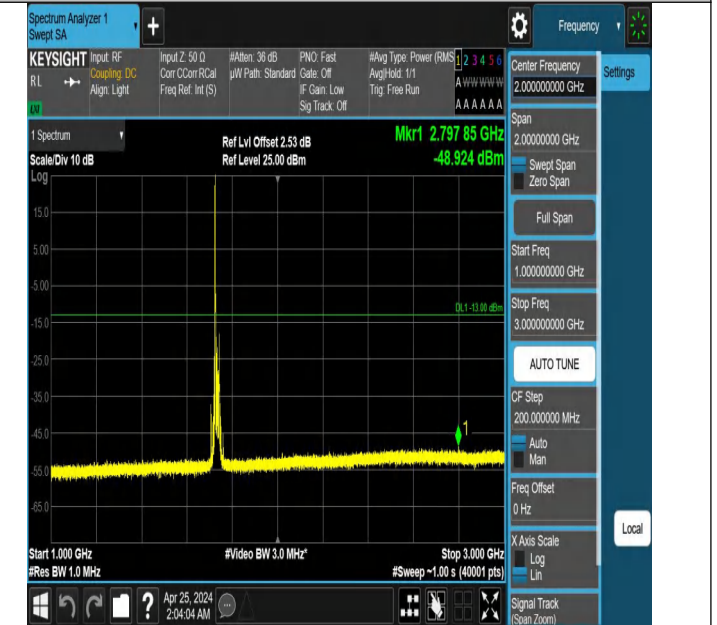 Spectrum Analyzer 1
Swept SA
+
Frequency
KEYSIGHT
RL
LXI
Input: RF
Coupling: DC
Align: Light
Input Z: 50 Ω
Corr CCorr RCal
Freq Ref: Int (S)
#Atten: 36 dB
µW Path: Standard
PNO: Fast
Gate: Off
IF Gain: Low
Sig Track: Off
#Avg Type: Power (RMS
Avg|Hold: 1/1
Trig: Free Run
1 2 3 4 5 6
A W W W W W
A A A A A A
1 Spectrum
Scale/Div 10 dB
Log
Ref Lvl Offset 2.53 dB
Ref Level 25.00 dBm
Mkr1 2.797 85 GHz
-48.924 dBm
15.0
5.00
-5.00
-15.0
-25.0
-35.0
-45.0
-55.0
-65.0
DL1 -13.00 dBm
1
Start 1.000 GHz
#Res BW 1.0 MHz
#Video BW 3.0 MHz*
Stop 3.000 GHz
#Sweep ~1.00 s (40001 pts)
Center Frequency
2.000000000 GHz
Settings
Span
2.00000000 GHz
Swept Span
Zero Span
Full Span
Start Freq
1.000000000 GHz
Stop Freq
3.000000000 GHz
AUTO TUNE
CF Step
200.000000 MHz
Auto
Man
Freq Offset
0 Hz
X Axis Scale
Log
Lin
Local
Signal Track
(Span Zoom)
?
Apr 25, 2024
2:04:04 AM